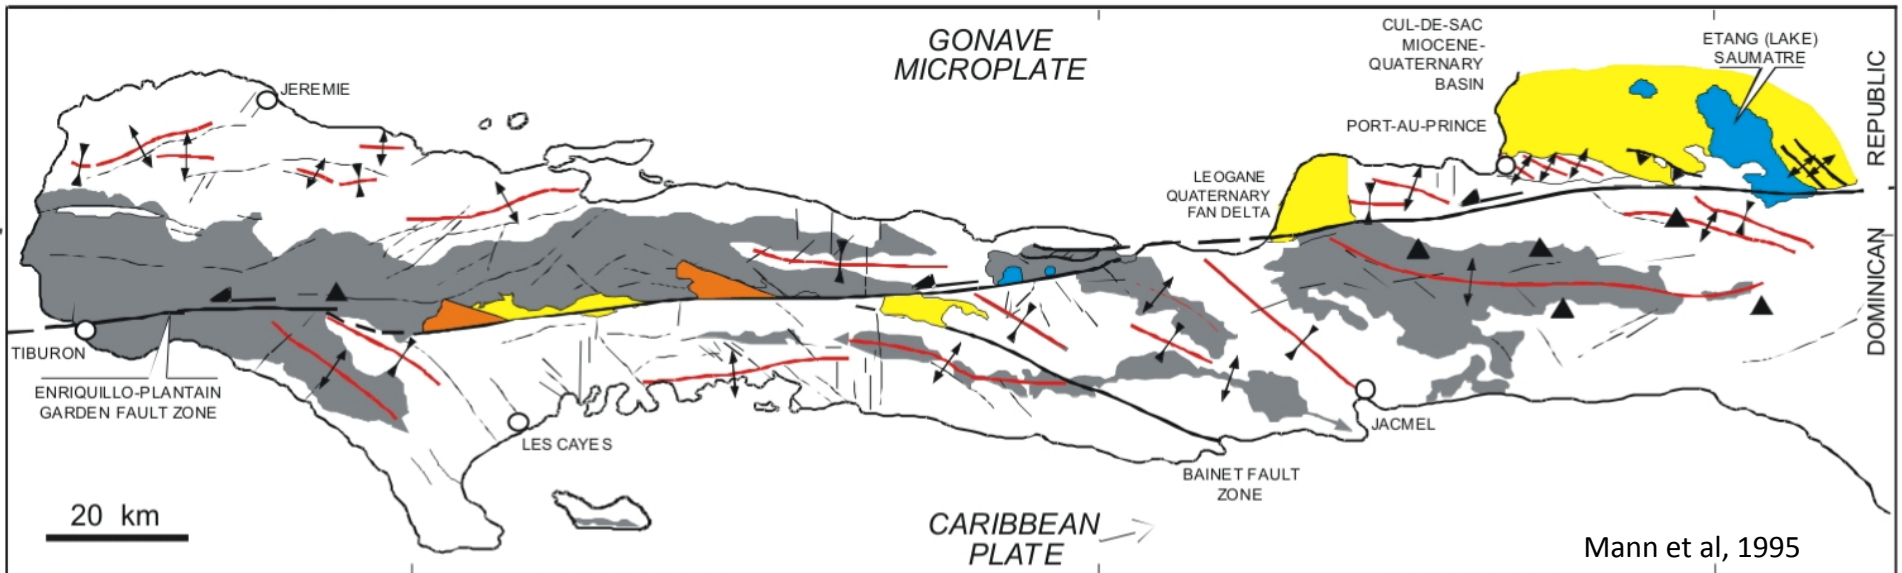 GONAVE
MICROPLATE
CUL-DE-SAC
MIOCENE-
QUATERNARY
BASIN
ETANG (LAKE)
SAUMATRE
JEREMIE
PORT-AU-PRINCE
LEOGANE
QUATERNARY
FAN DELTA
DOMINICAN REPUBLIC
TIBURON
ENRIQUILLO-PLANTAIN
GARDEN FAULT ZONE
LES CAYES
JACMEL
BAINET FAULT
ZONE
20 km
CARIBBEAN
PLATE
Mann et al, 1995